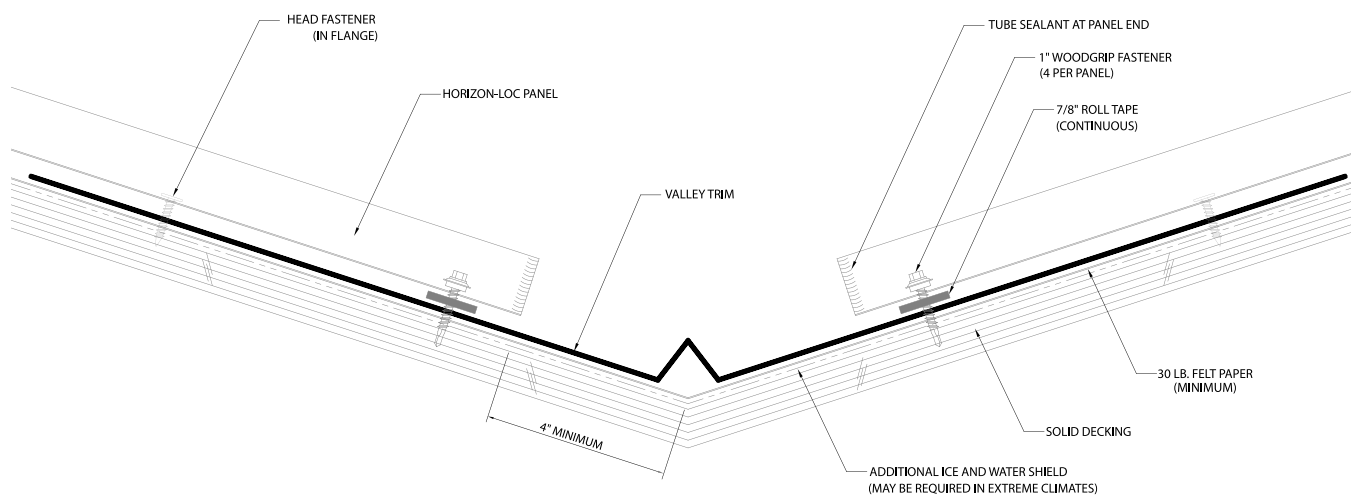 HEAD FASTENER
(IN FLANGE)
HORIZON-LOC PANEL
VALLEY TRIM
TUBE SEALANT AT PANEL END
1" WOODGRIP FASTENER
(4 PER PANEL)
7/8" ROLL TAPE
(CONTINUOUS)
30 LB. FELT PAPER
(MINIMUM)
SOLID DECKING
4" MINIMUM
ADDITIONAL ICE AND WATER SHIELD
(MAY BE REQUIRED IN EXTREME CLIMATES)